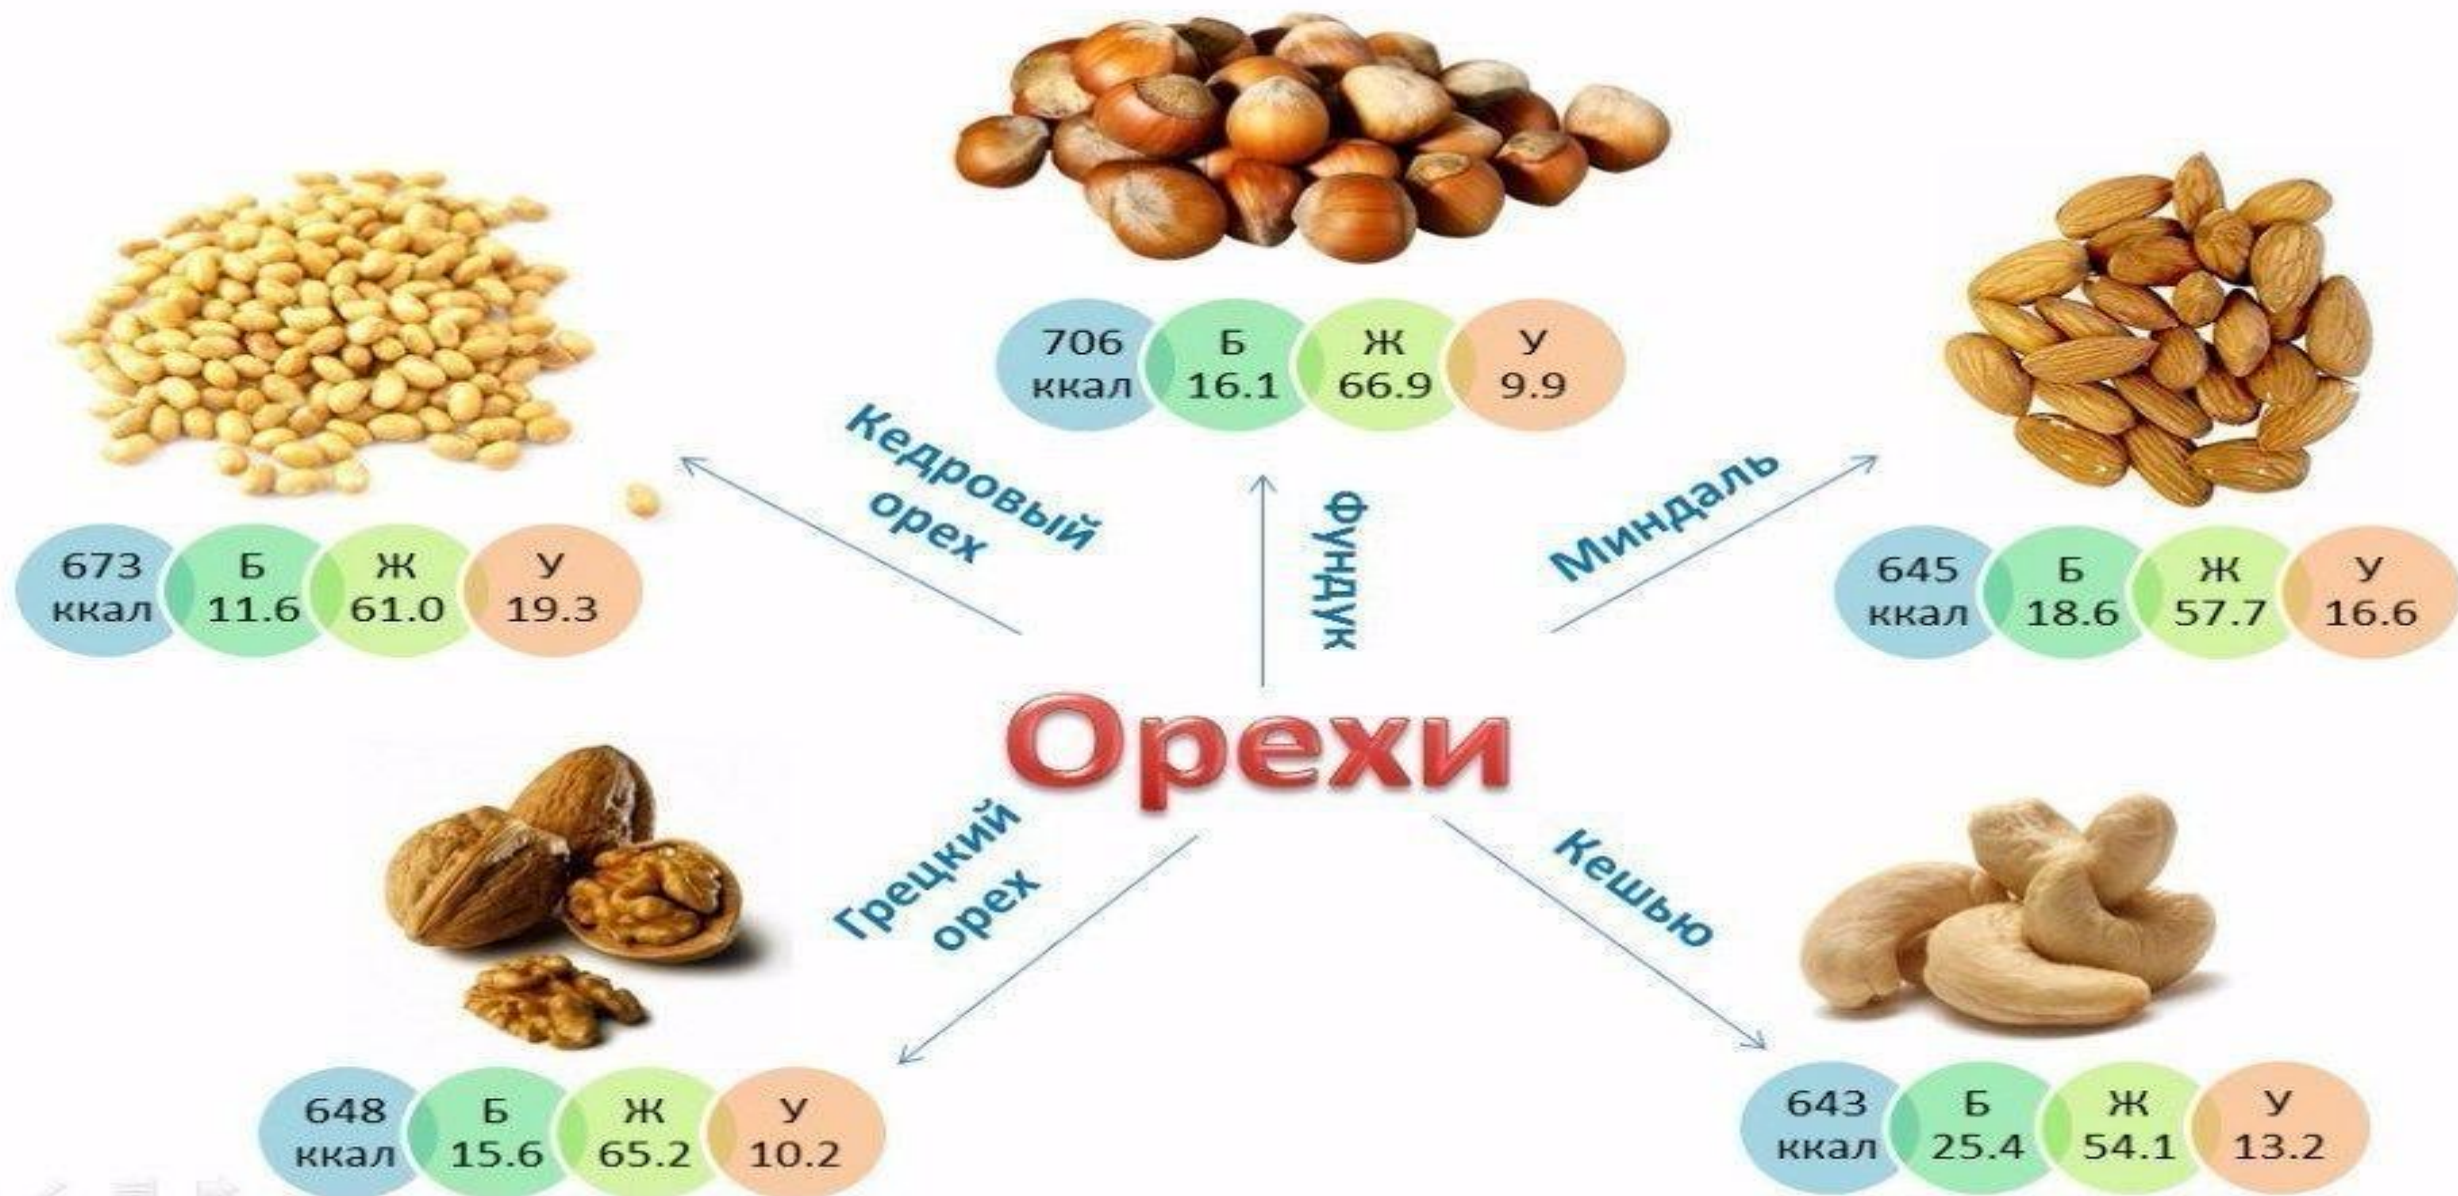 706
ккал
Б
16.1
Ж
66.9
У
9.9
Кедровый
орех
Фундук
Миндаль
673
ккал
Б
11.6
Ж
61.0
У
19.3
645
ккал
Б
18.6
Ж
57.7
У
16.6
Орехи
Грецкий
орех
Кешью
648
ккал
Б
15.6
Ж
65.2
У
10.2
643
ккал
Б
25.4
Ж
54.1
У
13.2